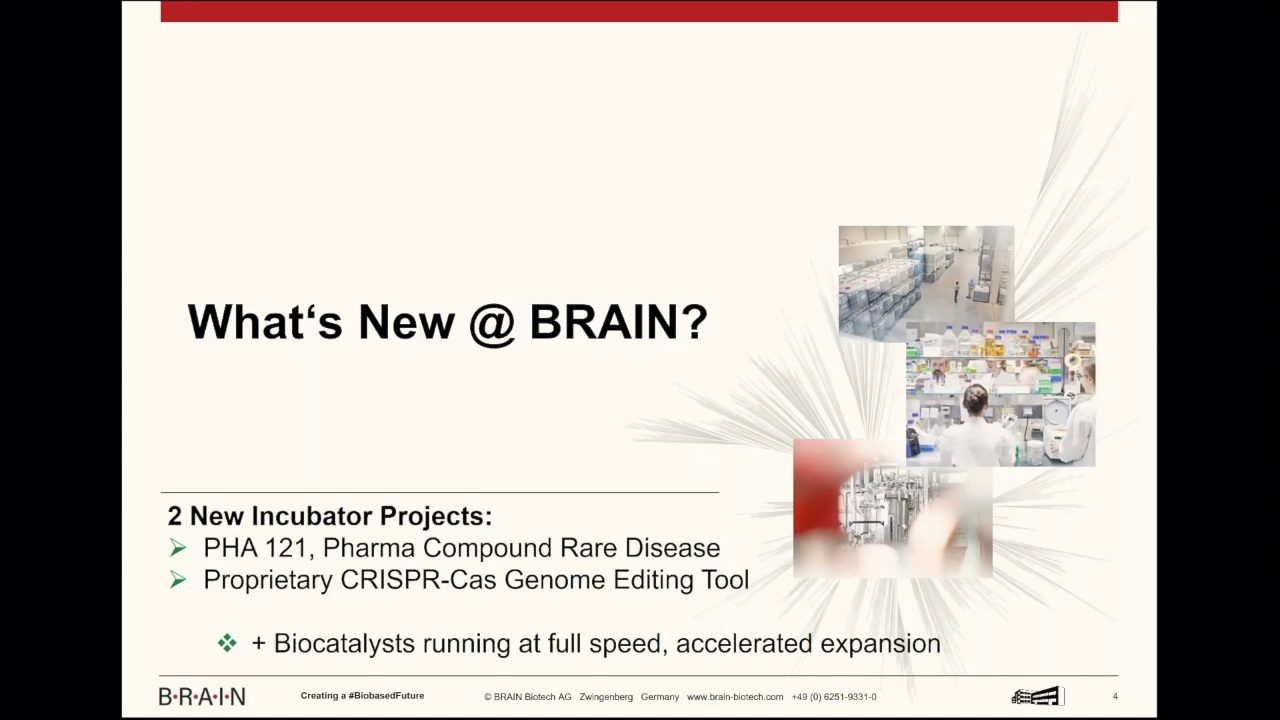 What‘s New @ BRAIN?
2 New Incubator Projects:
PHA 121, Pharma Compound Rare Disease
Proprietary CRISPR-Cas Genome Editing Tool
+ Biocatalysts running at full speed, accelerated expansion
B·R·A·I·N
Creating a #BiobasedFuture
© BRAIN Biotech AG Zwingenberg Germany www.brain-biotech.com +49 (0) 6251-9331-0
4